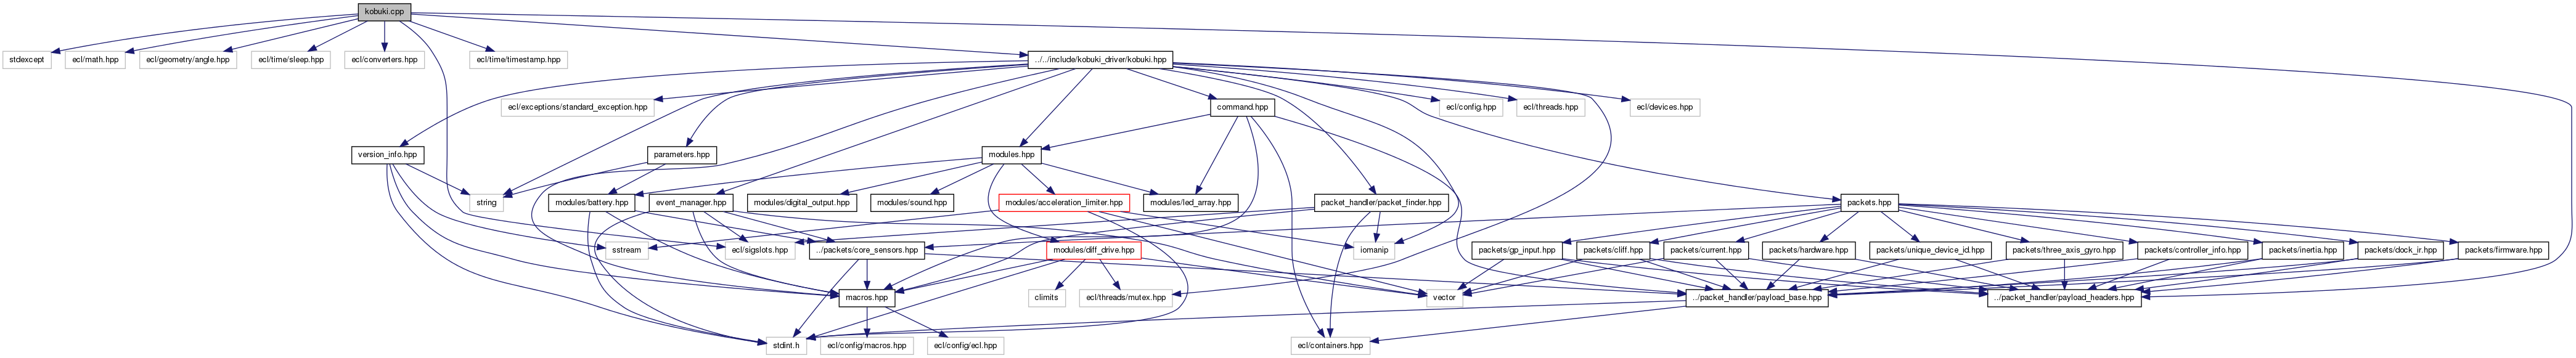 kobuki.cpp
stdexcept
ecl/math.hpp
ecl/geometry/angle.hpp
ecl/time/sleep.hpp
ecl/converters.hpp
ecl/time/timestamp.hpp
../../include/kobuki_driver/kobuki.hpp
ecl/exceptions/standard_exception.hpp
command.hpp
ecl/config.hpp
ecl/threads.hpp
ecl/devices.hpp
version_info.hpp
parameters.hpp
modules.hpp
string
modules/battery.hpp
event_manager.hpp
modules/digital_output.hpp
modules/sound.hpp
modules/acceleration_limiter.hpp
modules/led_array.hpp
packet_handler/packet_finder.hpp
packets.hpp
sstream
ecl/sigslots.hpp
../packets/core_sensors.hpp
modules/diff_drive.hpp
iomanip
packets/gp_input.hpp
packets/cliff.hpp
packets/current.hpp
packets/hardware.hpp
packets/unique_device_id.hpp
packets/three_axis_gyro.hpp
packets/controller_info.hpp
packets/inertia.hpp
packets/dock_ir.hpp
packets/firmware.hpp
macros.hpp
climits
ecl/threads/mutex.hpp
vector
../packet_handler/payload_base.hpp
../packet_handler/payload_headers.hpp
stdint.h
ecl/config/macros.hpp
ecl/config/ecl.hpp
ecl/containers.hpp